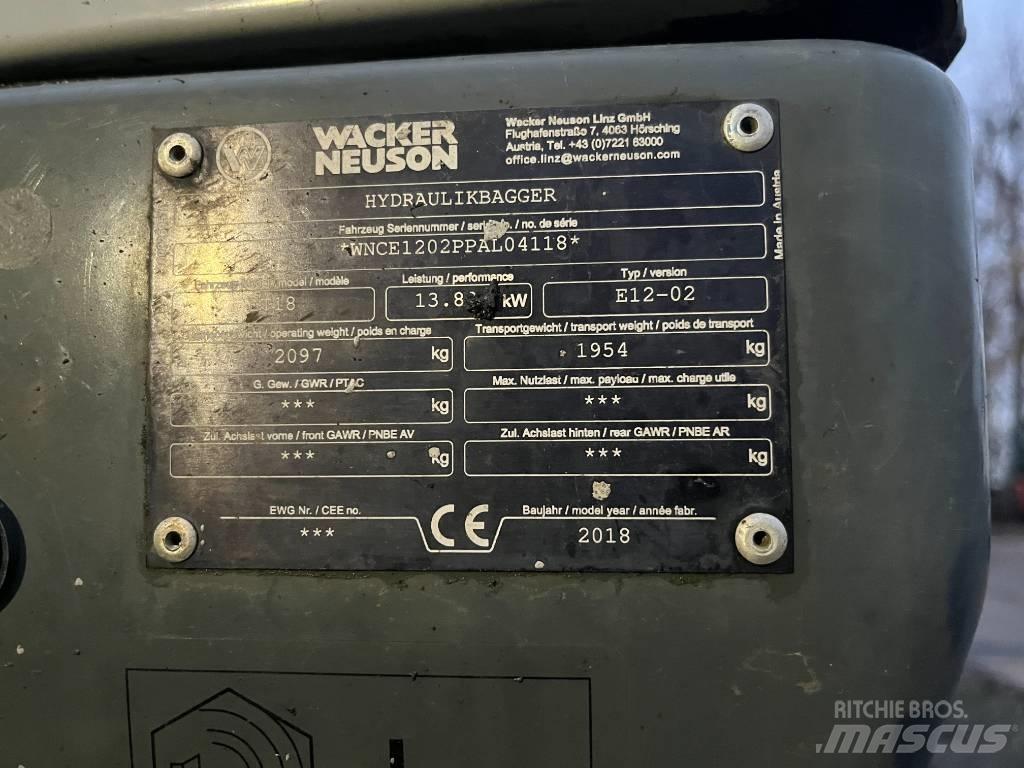 WACKER
NEUSON
Wacker Neuson Linz GmbH
Flughafenstraße 7, 4063 Hörsching
Austria, Tel. +43 (0)7221 63000
office.linz@wackerneuson.com
HYDRAULIKBAGGER
Made in Austria
Fahrzeug Seriennummer / serial no. / no. de série
*WNCE1202PPAL04118*
model / modèle
Leistung / performance
Typ / version
13.8 kW
E12-02
/ operating weight / poids en charge
Transportgewicht / transport weight / poids de transport
2097 kg
1954 kg
G. Gew. / GWR / PTAC
Max. Nutzlast / max. payload / max. charge utile
*** kg
*** kg
Zul. Achslast vorne / front GAWR / PNBE AV
Zul. Achslast hinten / rear GAWR / PNBE AR
*** kg
*** kg
EWG Nr. / CEE no.
CE
Baujahr / model year / année fabr.
***
2018
RITCHIE BROS.
MASCUS